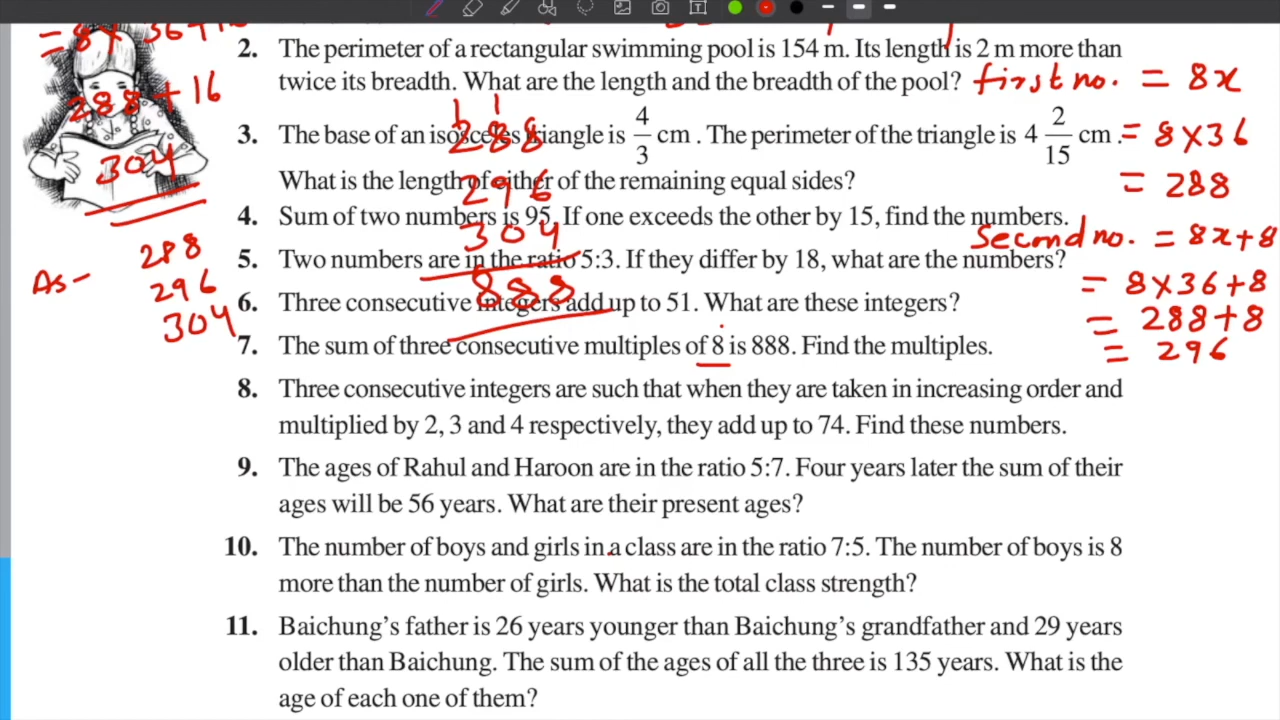 = 8 × 36 + 16
288 + 16
304
As – 288
296
304
2. The perimeter of a rectangular swimming pool is 154 m. Its length is 2 m more than
twice its breadth. What are the length and the breadth of the pool?
3. The base of an isosceles triangle is 4/3 cm. The perimeter of the triangle is 4 2/15 cm.
What is the length of either of the remaining equal sides?
4. Sum of two numbers is 95. If one exceeds the other by 15, find the numbers.
5. Two numbers are in the ratio 5:3. If they differ by 18, what are the numbers?
6. Three consecutive integers add up to 51. What are these integers?
7. The sum of three consecutive multiples of 8 is 888. Find the multiples.
8. Three consecutive integers are such that when they are taken in increasing order and
multiplied by 2, 3 and 4 respectively, they add up to 74. Find these numbers.
9. The ages of Rahul and Haroon are in the ratio 5:7. Four years later the sum of their
ages will be 56 years. What are their present ages?
10. The number of boys and girls in a class are in the ratio 7:5. The number of boys is 8
more than the number of girls. What is the total class strength?
11. Baichung's father is 26 years younger than Baichung's grandfather and 29 years
older than Baichung. The sum of the ages of all the three is 135 years. What is the
age of each one of them?
1 1
288
296
304
888
first no. = 8x
= 8×36
= 288
Second no. = 8x+8
= 8×36+8
= 288+8
= 296